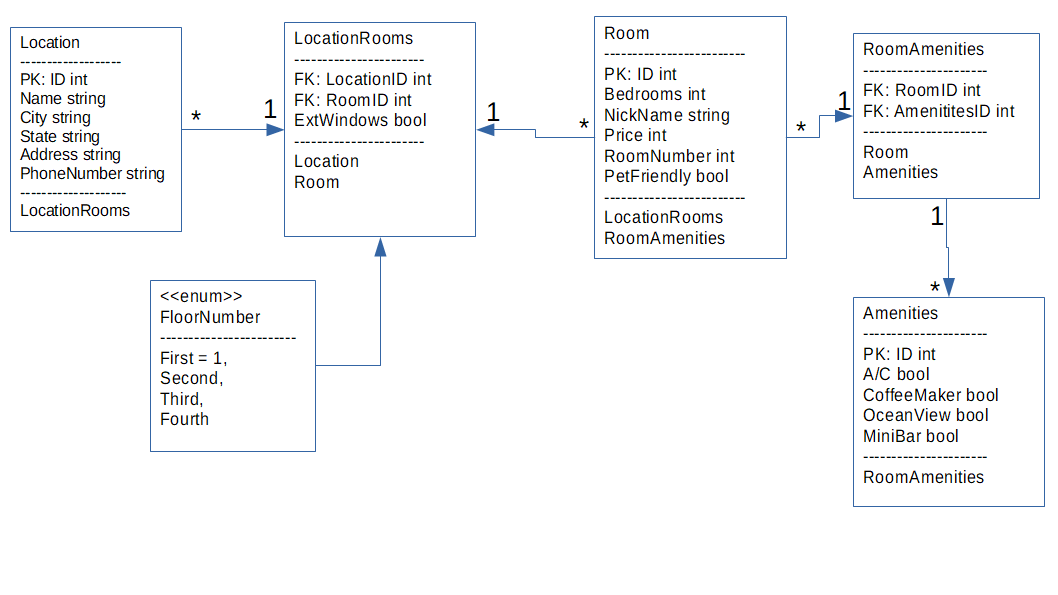 Location
-------------------
PK: ID int
Name string
City string
State string
Address string
PhoneNumber string
--------------------
LocationRooms
*
1
LocationRooms
-----------------------
FK: LocationID int
FK: RoomID int
ExtWindows bool
-----------------------
Location
Room
1
*
Room
-------------------------
PK: ID int
Bedrooms int
NickName string
Price int
RoomNumber int
PetFriendly bool
-------------------------
LocationRooms
RoomAmenities
*
1
RoomAmenities
----------------------
FK: RoomID int
FK: AmenititesID int
----------------------
Room
Amenities
1
*
<<enum>>
FloorNumber
------------------------
First = 1,
Second,
Third,
Fourth
Amenities
----------------------
PK: ID int
A/C bool
CoffeeMaker bool
OceanView bool
MiniBar bool
----------------------
RoomAmenities